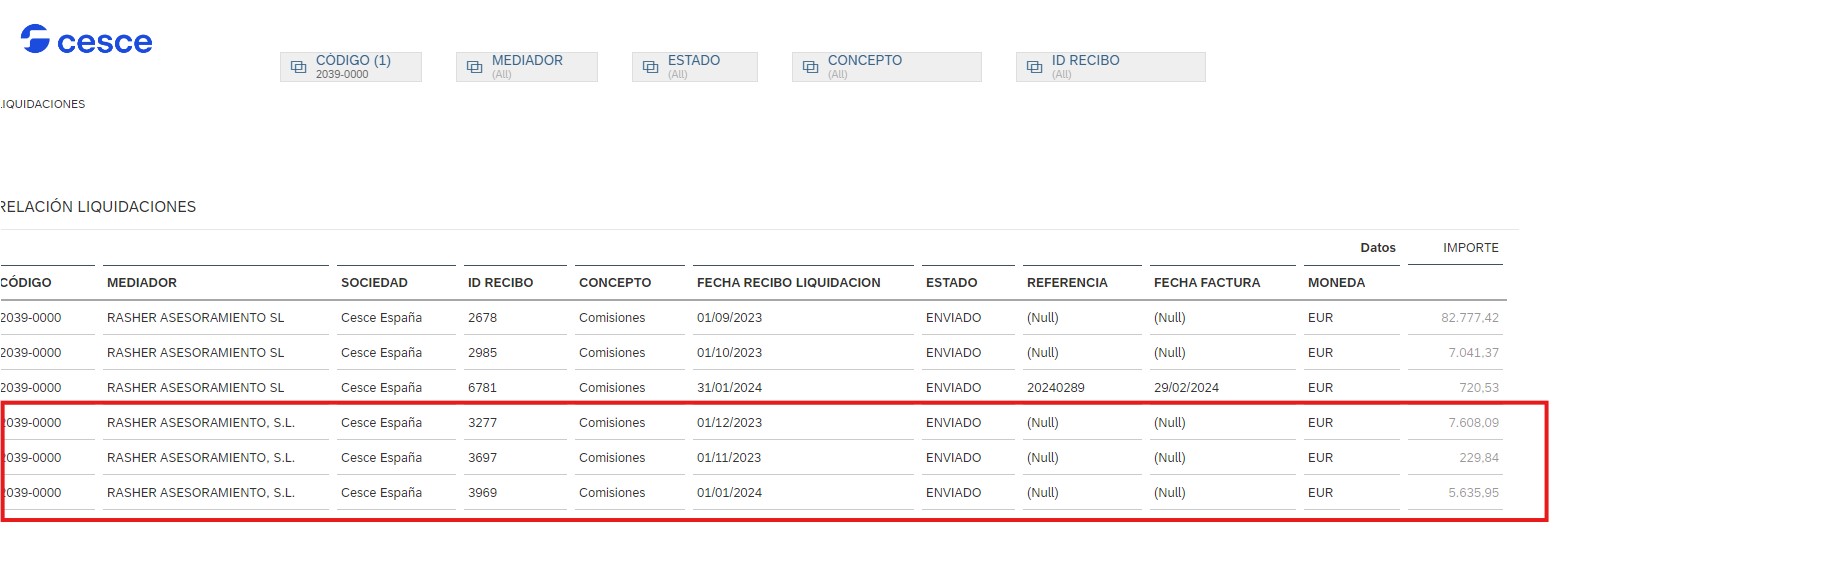 cesce
CÓDIGO (1) MEDIADOR ESTADO CONCEPTO ID RECIBO
2039-0000 (All) (All) (All) (All)
LIQUIDACIONES
RELACIÓN LIQUIDACIONES
Datos IMPORTE
CÓDIGO MEDIADOR SOCIEDAD ID RECIBO CONCEPTO FECHA RECIBO LIQUIDACION ESTADO REFERENCIA FECHA FACTURA MONEDA
2039-0000 RASHER ASESORAMIENTO SL Cesce España 2678 Comisiones 01/09/2023 ENVIADO (Null) (Null) EUR 82.777,42
2039-0000 RASHER ASESORAMIENTO SL Cesce España 2985 Comisiones 01/10/2023 ENVIADO (Null) (Null) EUR 7.041,37
2039-0000 RASHER ASESORAMIENTO SL Cesce España 6781 Comisiones 31/01/2024 ENVIADO 20240289 29/02/2024 EUR 720,53
2039-0000 RASHER ASESORAMIENTO, S.L. Cesce España 3277 Comisiones 01/12/2023 ENVIADO (Null) (Null) EUR 7.608,09
2039-0000 RASHER ASESORAMIENTO, S.L. Cesce España 3697 Comisiones 01/11/2023 ENVIADO (Null) (Null) EUR 229,84
2039-0000 RASHER ASESORAMIENTO, S.L. Cesce España 3969 Comisiones 01/01/2024 ENVIADO (Null) (Null) EUR 5.635,95